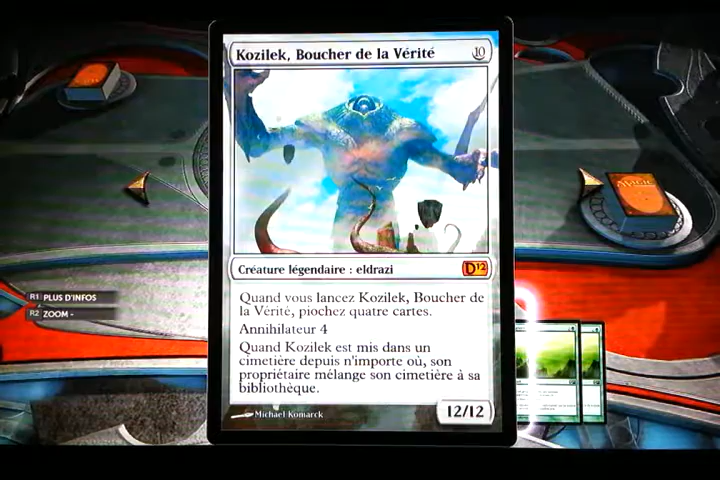 Kozilek, Boucher de la Vérité
10
Créature légendaire : eldrazi
D12
Quand vous lancez Kozilek, Boucher de
la Vérité, piochez quatre cartes.
Annihilateur 4
Quand Kozilek est mis dans un
cimetière depuis n'importe où, son
propriétaire mélange son cimetière à sa
bibliothèque.
Michael Komarck
12/12
R1 PLUS D'INFOS
R2 ZOOM -
MAGIC